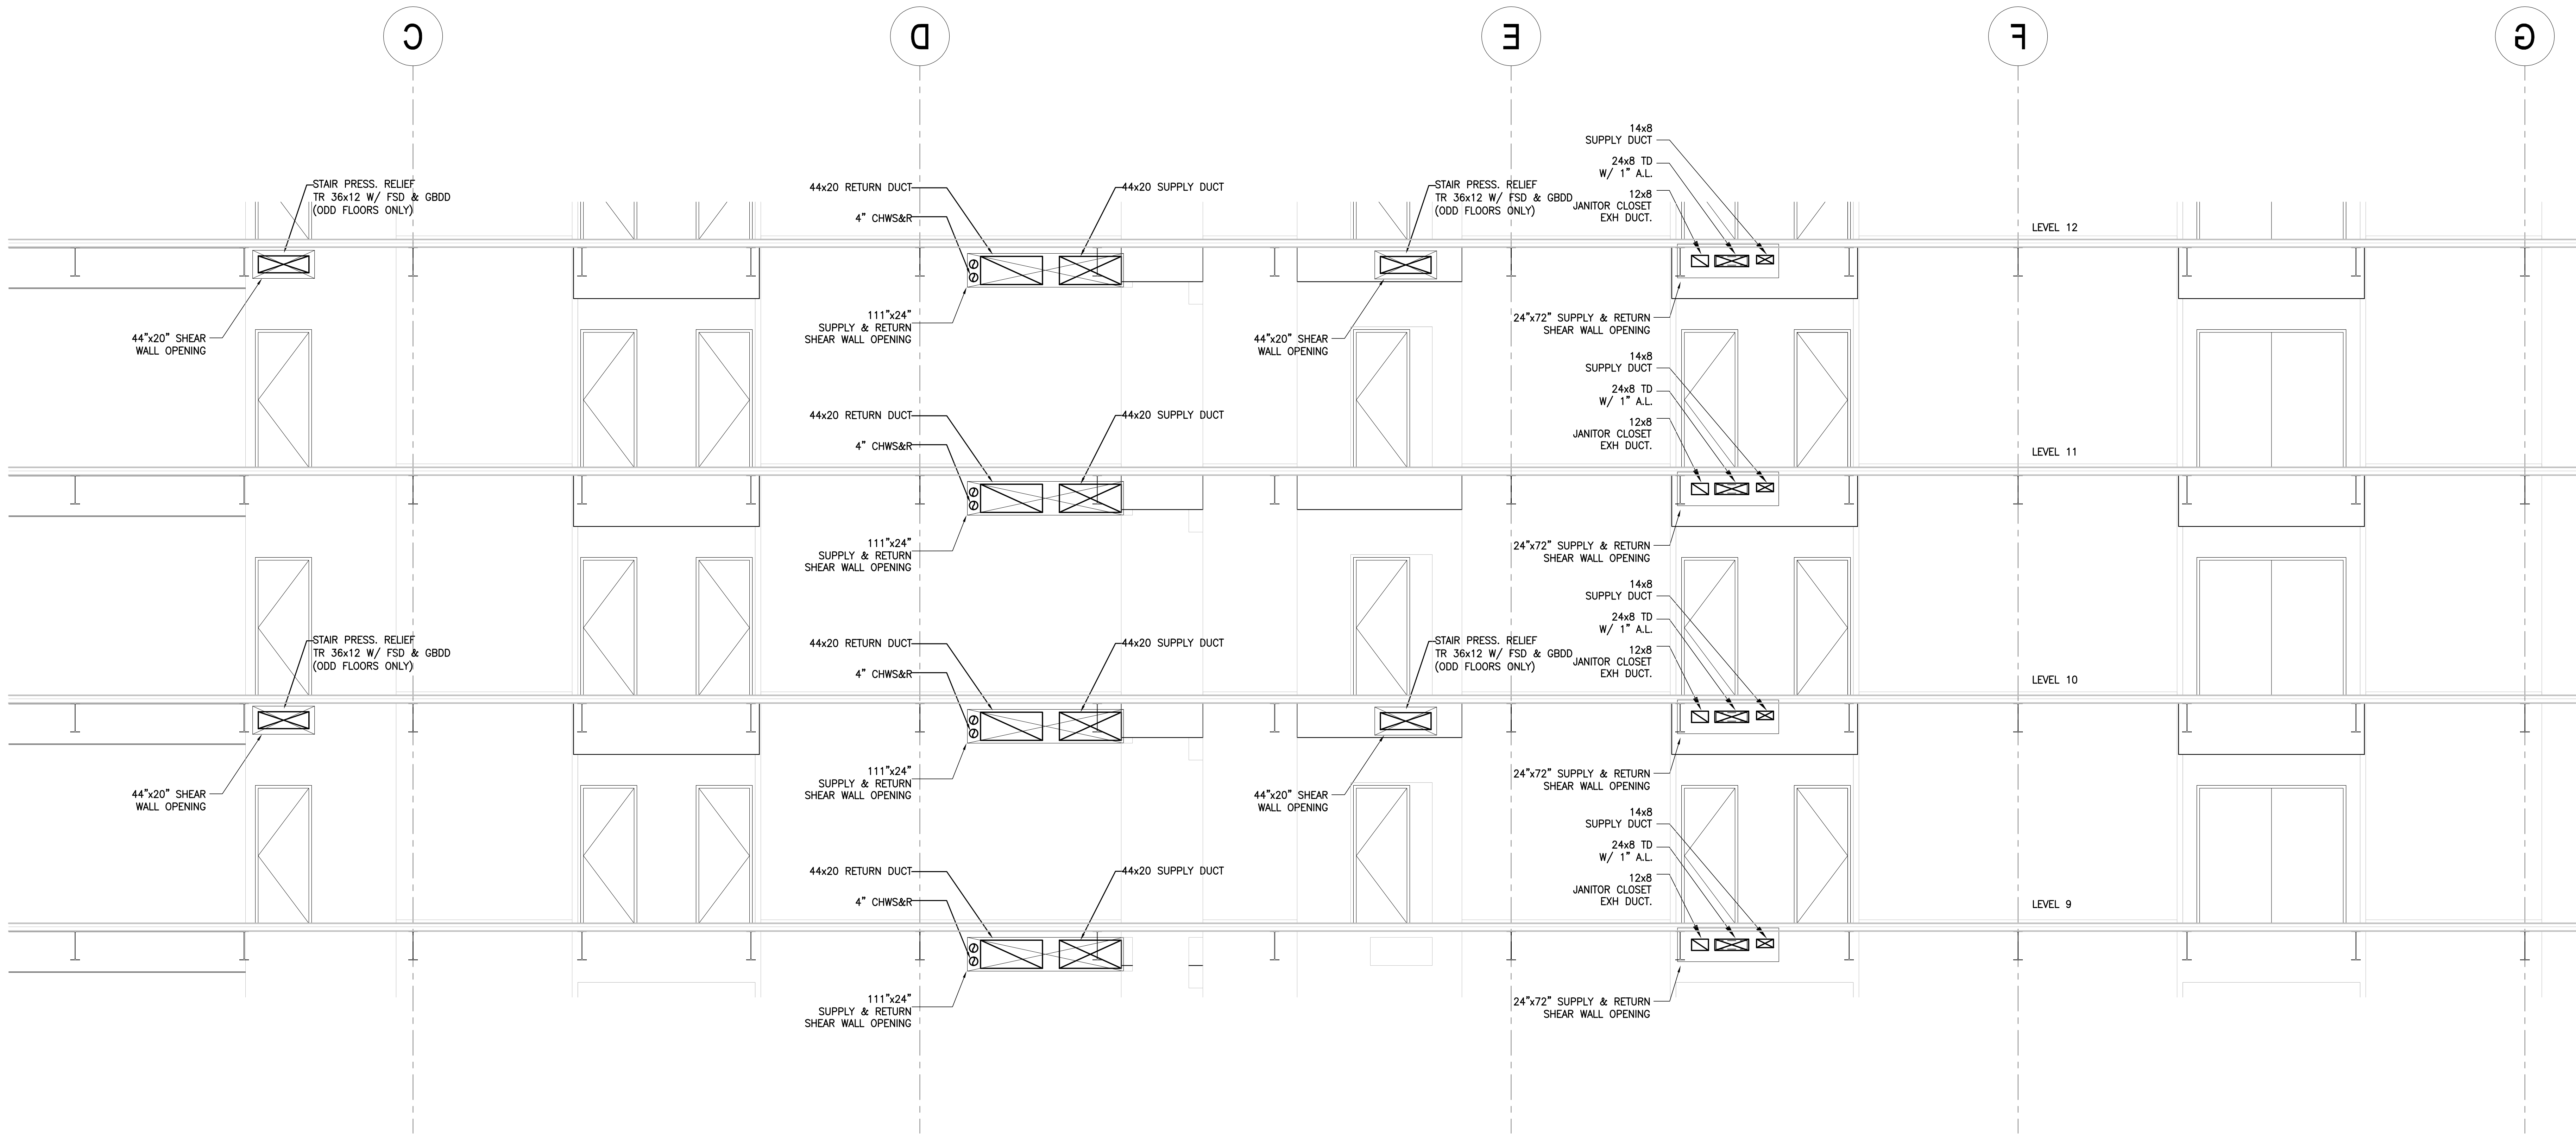 C
D
E
F
G
14x8
SUPPLY DUCT
24x8 TD
W/ 1" A.L.
12x8
JANITOR CLOSET
EXH DUCT.
STAIR PRESS. RELIEF
TR 36x12 W/ FSD & GBDD
(ODD FLOORS ONLY)
44x20 RETURN DUCT
44x20 SUPPLY DUCT
4" CHWS&R
STAIR PRESS. RELIEF
TR 36x12 W/ FSD & GBDD
(ODD FLOORS ONLY)
LEVEL 12
44"x20" SHEAR
WALL OPENING
111"x24"
SUPPLY & RETURN
SHEAR WALL OPENING
44"x20" SHEAR
WALL OPENING
24"x72" SUPPLY & RETURN
SHEAR WALL OPENING
14x8
SUPPLY DUCT
24x8 TD
W/ 1" A.L.
12x8
JANITOR CLOSET
EXH DUCT.
44x20 RETURN DUCT
44x20 SUPPLY DUCT
4" CHWS&R
LEVEL 11
111"x24"
SUPPLY & RETURN
SHEAR WALL OPENING
24"x72" SUPPLY & RETURN
SHEAR WALL OPENING
14x8
SUPPLY DUCT
24x8 TD
W/ 1" A.L.
12x8
JANITOR CLOSET
EXH DUCT.
STAIR PRESS. RELIEF
TR 36x12 W/ FSD & GBDD
(ODD FLOORS ONLY)
44x20 RETURN DUCT
44x20 SUPPLY DUCT
4" CHWS&R
STAIR PRESS. RELIEF
TR 36x12 W/ FSD & GBDD
(ODD FLOORS ONLY)
LEVEL 10
44"x20" SHEAR
WALL OPENING
111"x24"
SUPPLY & RETURN
SHEAR WALL OPENING
44"x20" SHEAR
WALL OPENING
24"x72" SUPPLY & RETURN
SHEAR WALL OPENING
14x8
SUPPLY DUCT
24x8 TD
W/ 1" A.L.
12x8
JANITOR CLOSET
EXH DUCT.
44x20 RETURN DUCT
44x20 SUPPLY DUCT
4" CHWS&R
LEVEL 9
111"x24"
SUPPLY & RETURN
SHEAR WALL OPENING
24"x72" SUPPLY & RETURN
SHEAR WALL OPENING